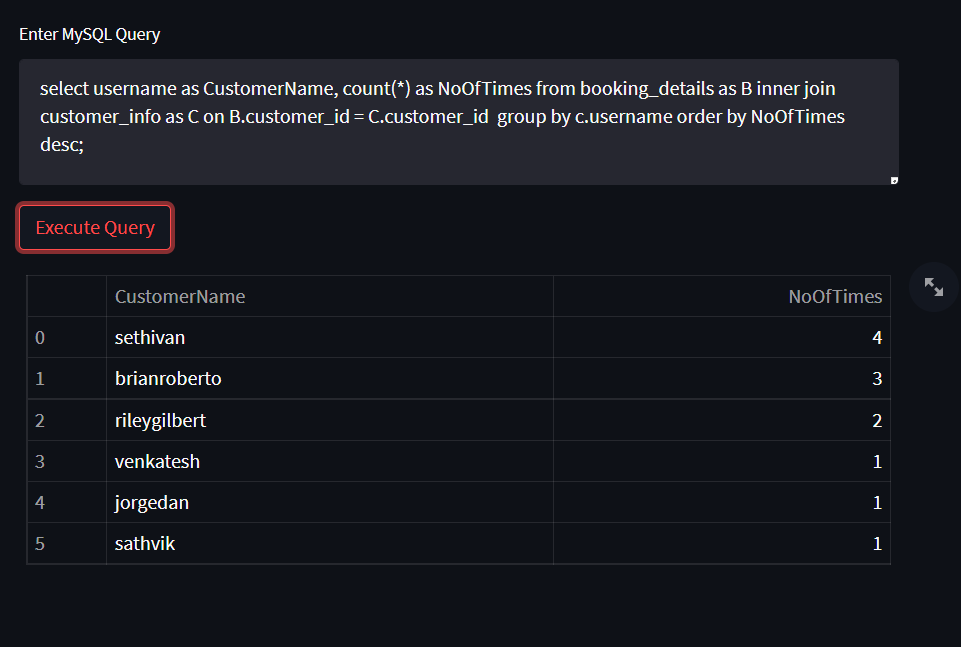 Enter MySQL Query
select username as CustomerName, count(*) as NoOfTimes from booking_details as B inner join
customer_info as C on B.customer_id = C.customer_id  group by c.username order by NoOfTimes
desc;
Execute Query
CustomerName NoOfTimes
0 sethivan 4
1 brianroberto 3
2 rileygilbert 2
3 venkatesh 1
4 jorgedan 1
5 sathvik 1